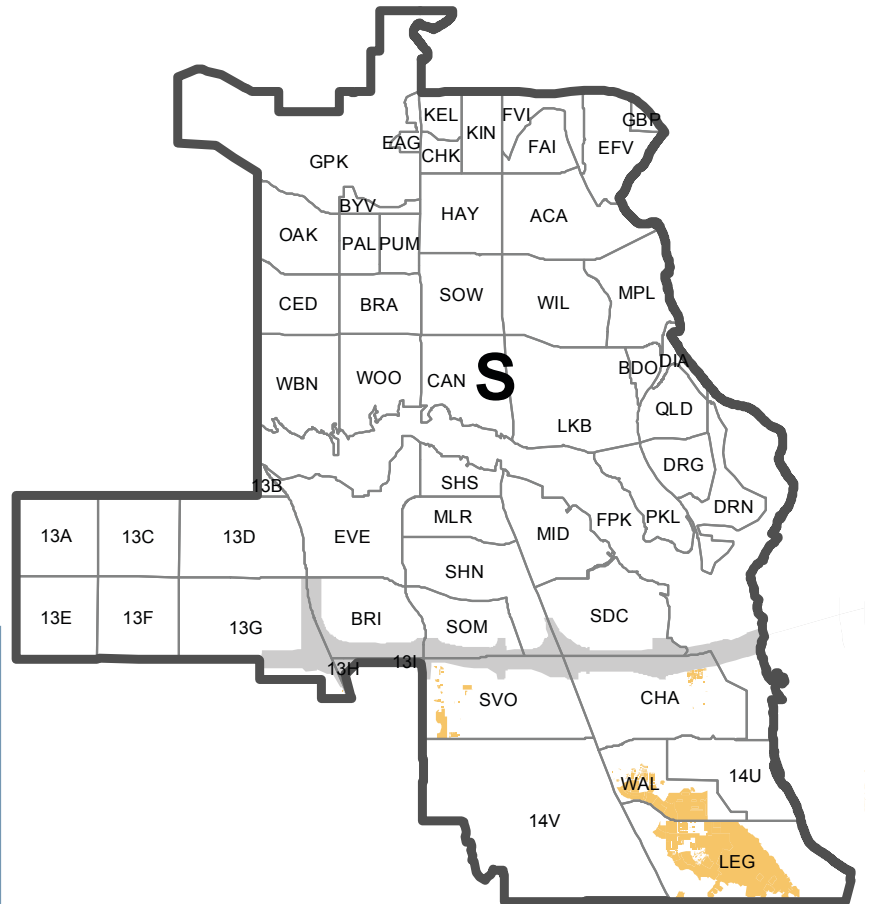 KEL
FVI
GBP
KIN
EAG
CHK
FAI
EFV
GPK
BYV
HAY
ACA
OAK
PAL
PUM
SOW
WIL
MPL
CED
BRA
BDO
DIA
WBN
WOO
CAN
S
QLD
LKB
DRG
13B
SHS
DRN
MLR
FPK
PKL
13A
13C
13D
EVE
MID
SHN
13E
13F
13G
BRI
SOM
SDC
13H
13I
SVO
CHA
WAL
14U
14V
LEG